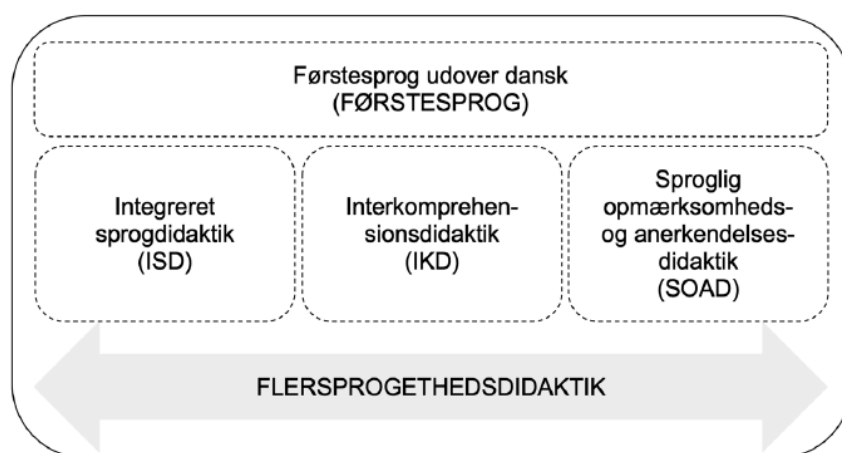 Førstesprog udover dansk
(FØRSTESPROG)
Integreret
sprogdidaktik
(ISD)
Interkomprehen-
sionsdidaktik
(IKD)
Sproglig
opmærksomheds-
og anerkendelses-
didaktik
(SOAD)
FLERSPROGETHEDSDIDAKTIK